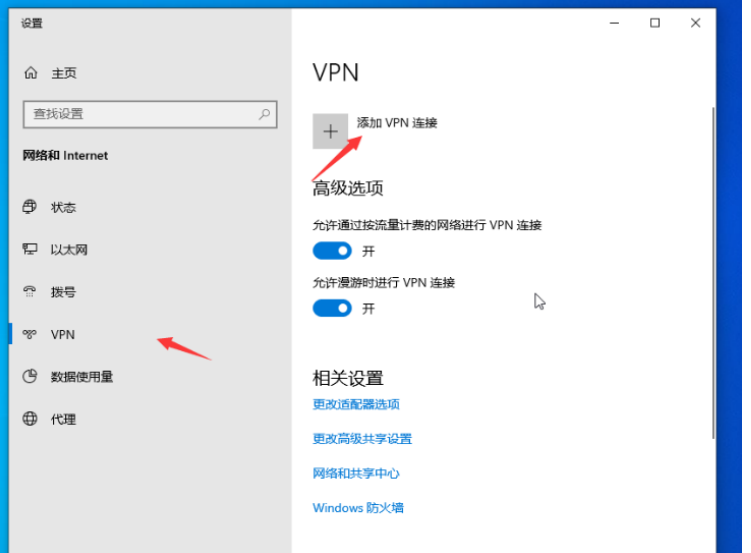 设置
主页
查找设置
网络和 Internet
状态
以太网
拨号
VPN
数据使用量
代理
VPN
添加 VPN 连接
高级选项
允许通过按流量计费的网络进行 VPN 连接
开
允许漫游时进行 VPN 连接
开
相关设置
更改适配器选项
更改高级共享设置
网络和共享中心
Windows 防火墙